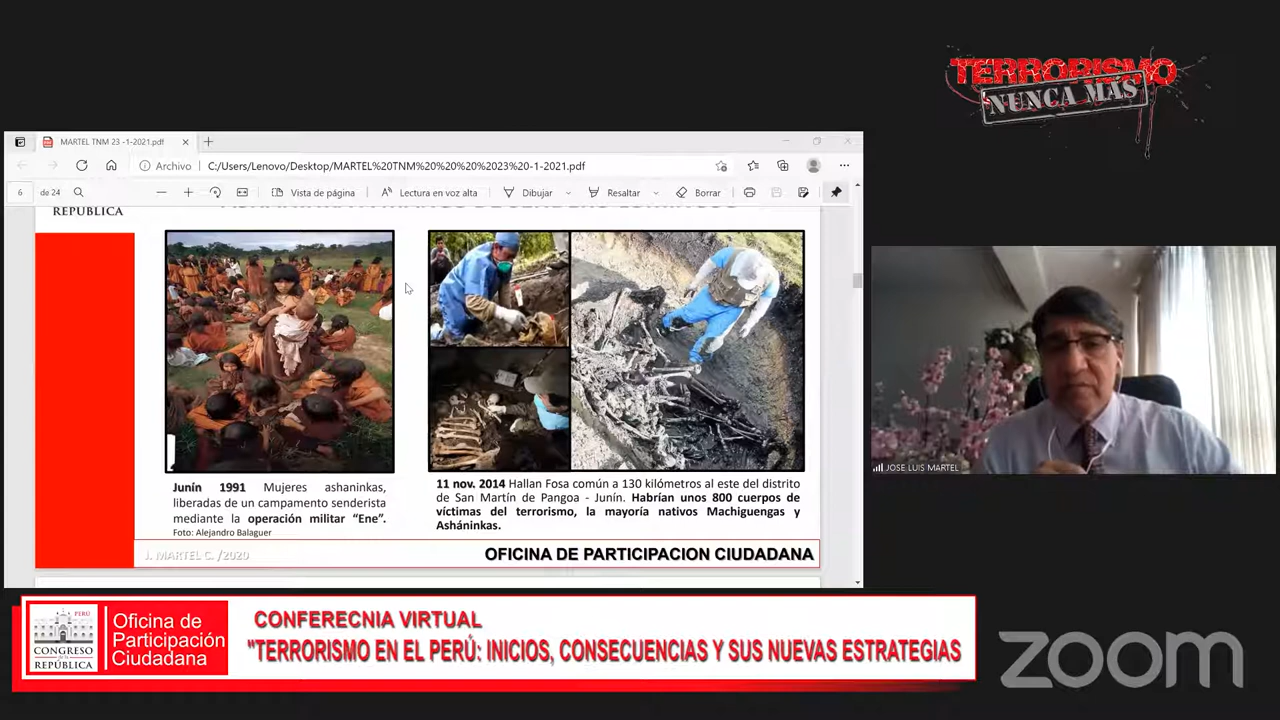 TERRORISMO
NUNCA MÁS
MARTEL TNM 23 -1-2021.pdf
Archivo
C:/Users/Lenovo/Desktop/MARTEL%20TNM%20%20%20%2023%20-1-2021.pdf
6 de 24
Vista de página
Lectura en voz alta
Dibujar
Resaltar
Borrar
REPÚBLICA
Junín 1991 Mujeres ashaninkas,
liberadas de un campamento senderista
mediante la operación militar “Ene”.
Foto: Alejandro Balaguer
11 nov. 2014 Hallan Fosa común a 130 kilómetros al este del distrito
de San Martín de Pangoa - Junín. Habrían unos 800 cuerpos de
víctimas del terrorismo, la mayoría nativos Machiguengas y
Asháninkas.
J. MARTEL C. /2020
OFICINA DE PARTICIPACION CIUDADANA
JOSE LUIS MARTEL
PERÚ
CONGRESO
de la
REPÚBLICA
Oficina de
Participación
Ciudadana
CONFERECNIA VIRTUAL
"TERRORISMO EN EL PERÚ: INICIOS, CONSECUENCIAS Y SUS NUEVAS ESTRATEGIAS
zoom